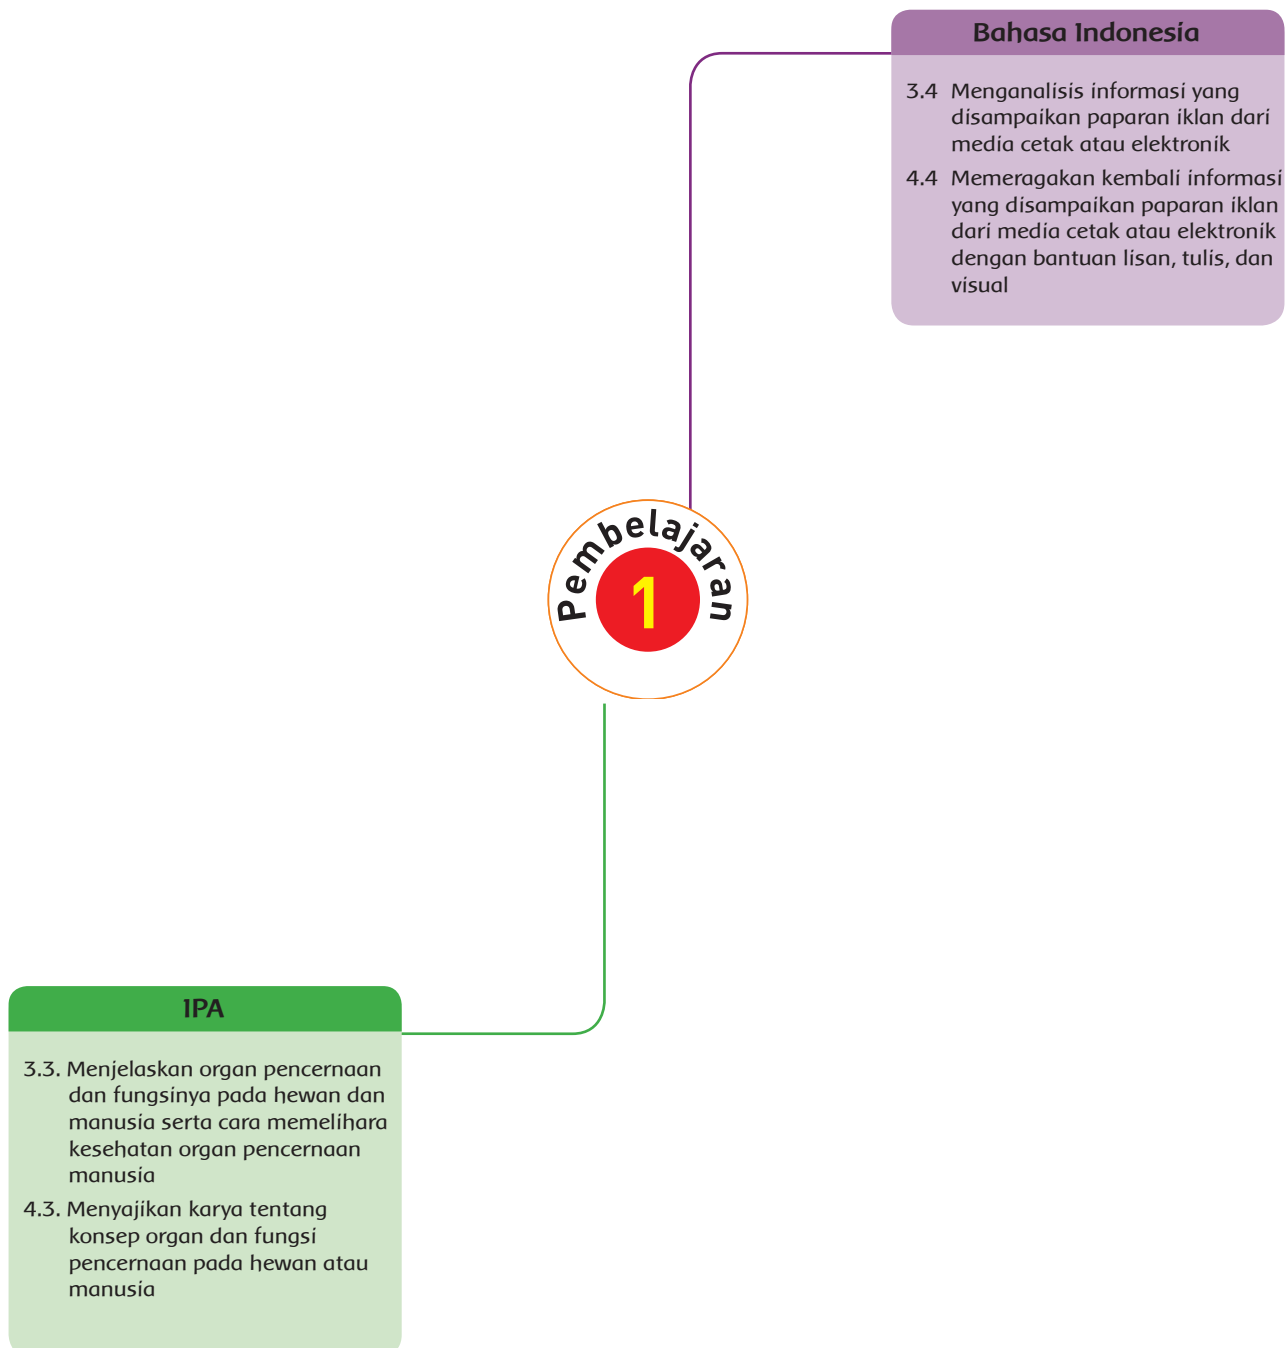 Bahasa Indonesia
3.4 Menganalisis informasi yang
disampaikan paparan iklan dari
media cetak atau elektronik
4.4 Memeragakan kembali informasi
yang disampaikan paparan iklan
dari media cetak atau elektronik
dengan bantuan lisan, tulis, dan
visual
Pembelajaran
1
IPA
3.3. Menjelaskan organ pencernaan
dan fungsinya pada hewan dan
manusia serta cara memelihara
kesehatan organ pencernaan
manusia
4.3. Menyajikan karya tentang
konsep organ dan fungsi
pencernaan pada hewan atau
manusia